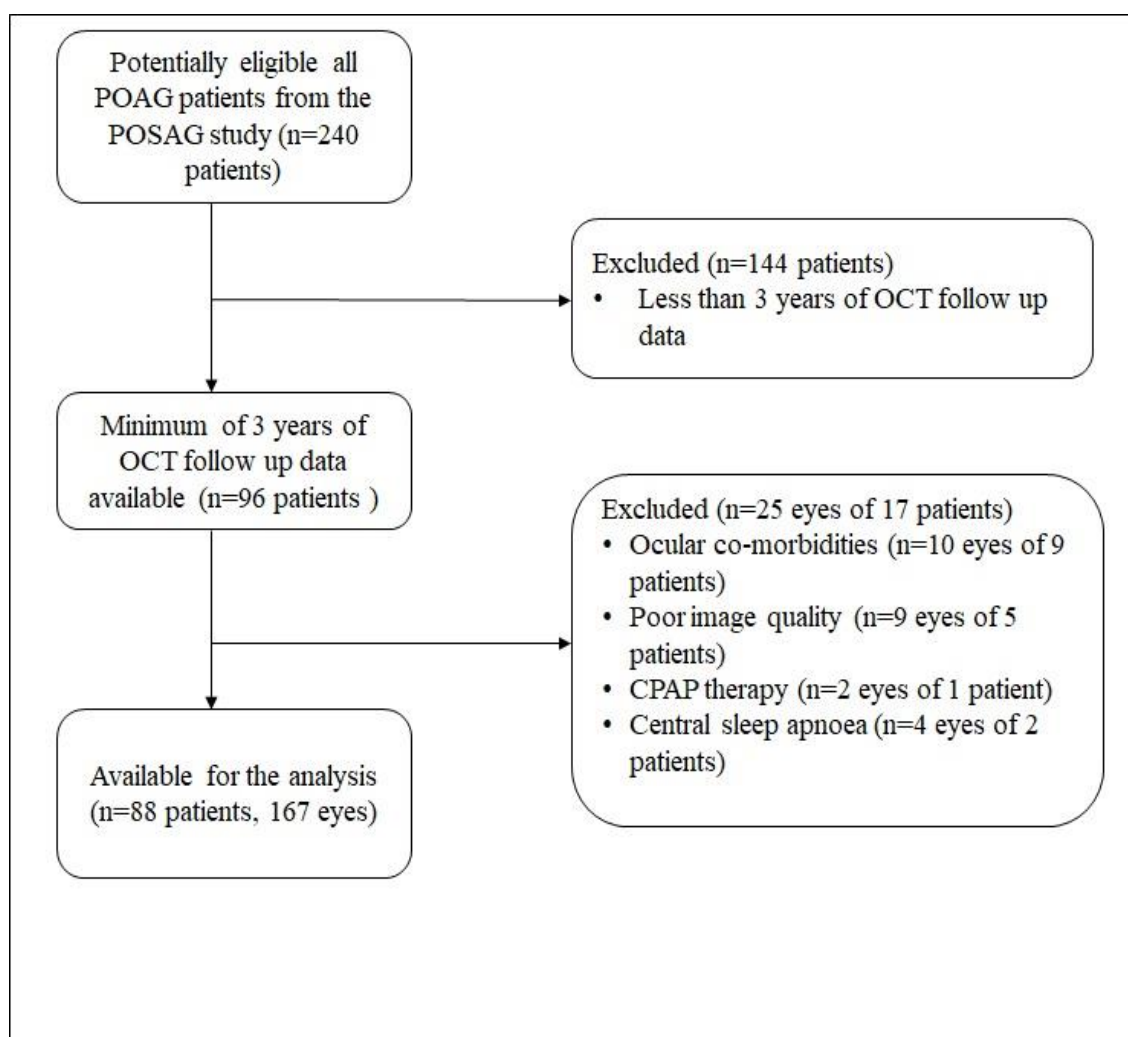 Potentially eligible all
POAG patients from the
POSAG study (n=240
patients)
Excluded (n=144 patients)
• Less than 3 years of OCT follow up
data
Minimum of 3 years of
OCT follow up data
available (n=96 patients )
Excluded (n=25 eyes of 17 patients)
• Ocular co-morbidities (n=10 eyes of 9
patients)
• Poor image quality (n=9 eyes of 5
patients)
• CPAP therapy (n=2 eyes of 1 patient)
• Central sleep apnoea (n=4 eyes of 2
patients)
Available for the analysis
(n=88 patients, 167 eyes)